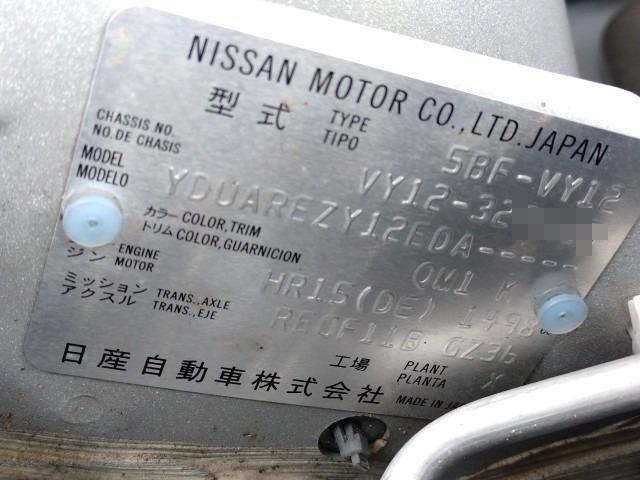 NISSAN MOTOR CO.,LTD. JAPAN
型式 TYPE TIPO 5BF-VY12
CHASSIS NO. NO. DE CHASIS VY12-32
MODEL MODELO YDUAREZY12EDA-----
カラー COLOR, TRIM トリム COLOR, GUARNICION QM1 K
ジン ENGINE MOTOR HR15(DE) 1498
ミッション TRANS., AXLE アクスル TRANS., EJE RE0F11B GZ36
工場 PLANT PLANTA X
日産自動車株式会社 MADE IN